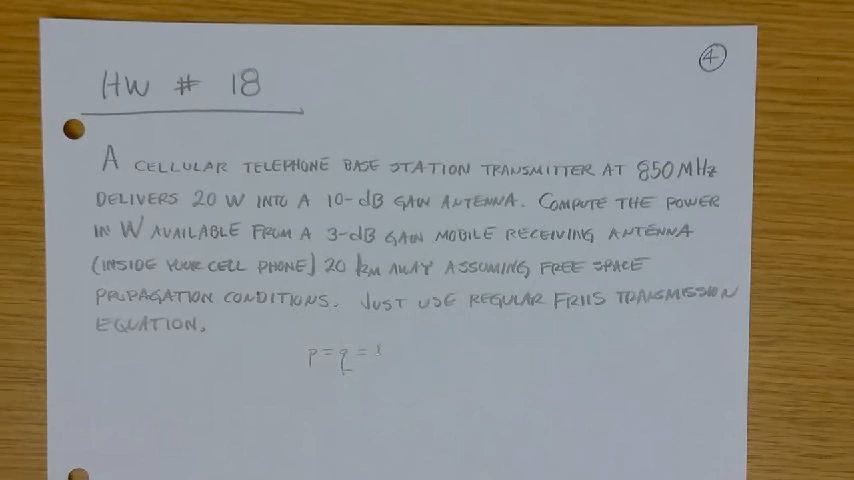 4
HW # 18
A CELLULAR TELEPHONE BASE STATION TRANSMITTER AT 850 MHz
DELIVERS 20 W INTO A 10-dB GAIN ANTENNA. COMPUTE THE POWER
IN W AVAILABLE FROM A 3-dB GAIN MOBILE RECEIVING ANTENNA
(INSIDE YOUR CELL PHONE) 20 km AWAY ASSUMING FREE SPACE
PROPAGATION CONDITIONS. JUST USE REGULAR FRIIS TRANSMISSION
EQUATION.
p = q = 1